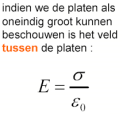 indien we de platen als
oneindig groot kunnen
beschouwen is het veld
tussen de platen :
E = σ / ε₀